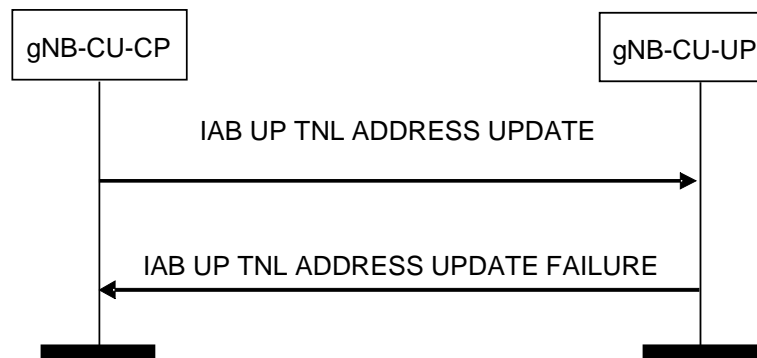 gNB-CU-CP
gNB-CU-UP
IAB UP TNL ADDRESS UPDATE
IAB UP TNL ADDRESS UPDATE FAILURE